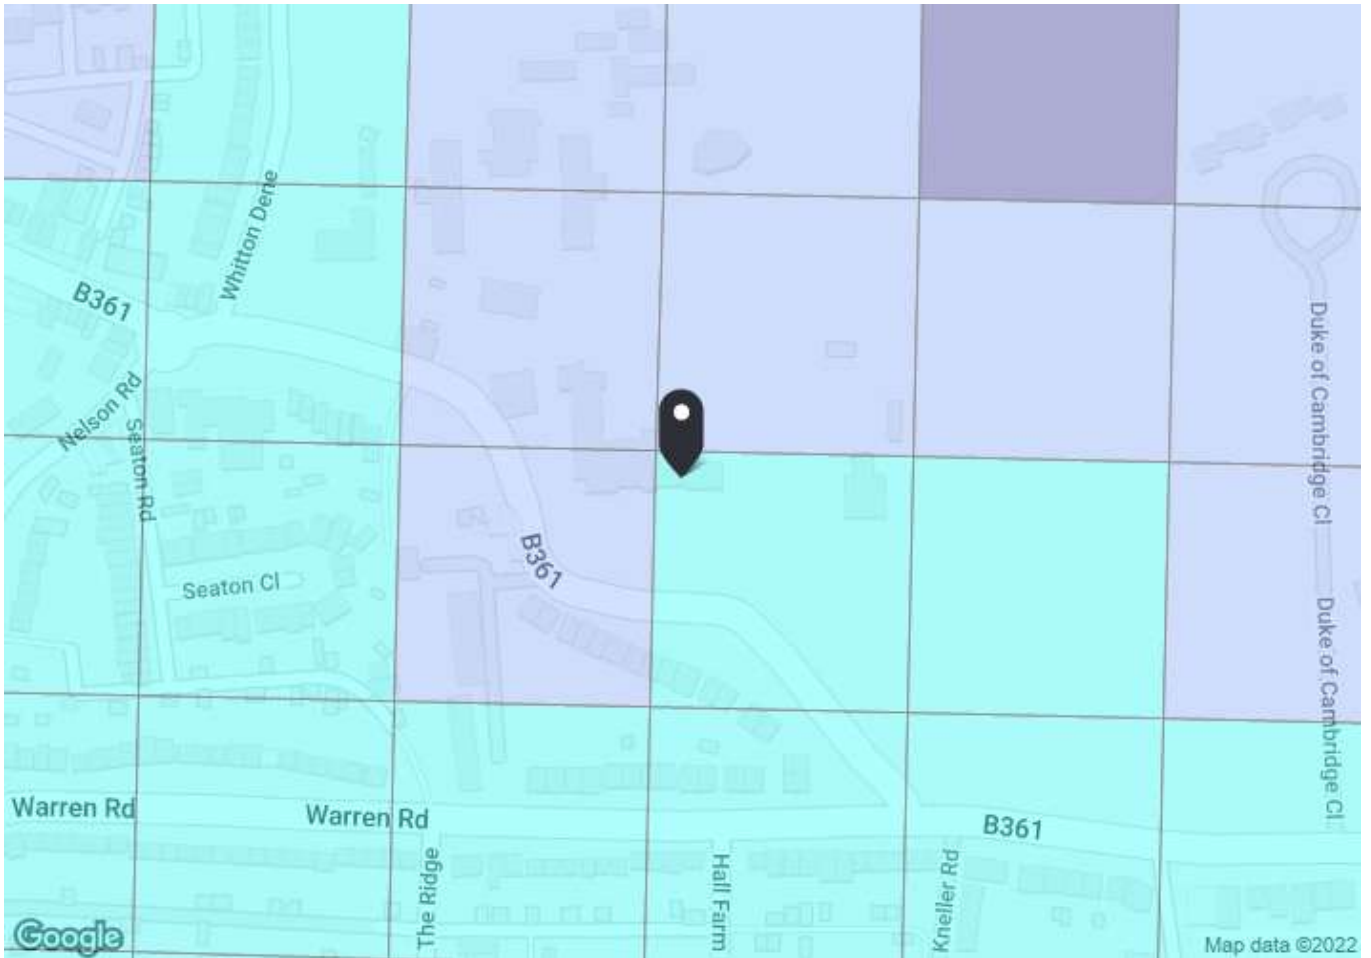 Whitton Dene
B361
Nelson Rd
Seaton Rd
Duke of Cambridge Cl
B361
Seaton Cl
Duke of Cambridge Cl
Warren Rd
Warren Rd
B361
The Ridge
Hall Farm
Kneller Rd
Google
Map data ©2022